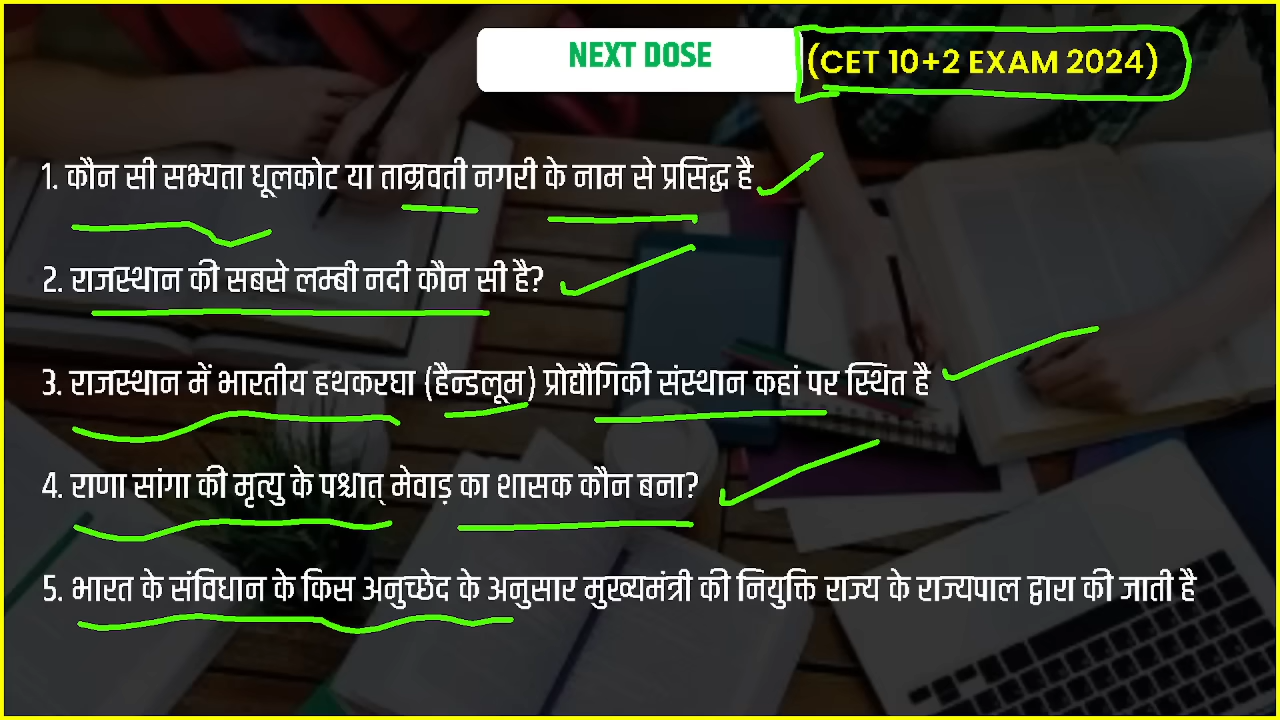 NEXT DOSE (CET 10+2 EXAM 2024)
1. कौन सी सभ्यता धूलकोट या ताम्रवती नगरी के नाम से प्रसिद्ध है
2. राजस्थान की सबसे लम्बी नदी कौन सी है?
3. राजस्थान में भारतीय हथकरघा (हैन्डलूम) प्रोद्यौगिकी संस्थान कहां पर स्थित है
4. राणा सांगा की मृत्यु के पश्चात् मेवाड़ का शासक कौन बना?
5. भारत के संविधान के किस अनुच्छेद के अनुसार मुख्यमंत्री की नियुक्ति राज्य के राज्यपाल द्वारा की जाती है